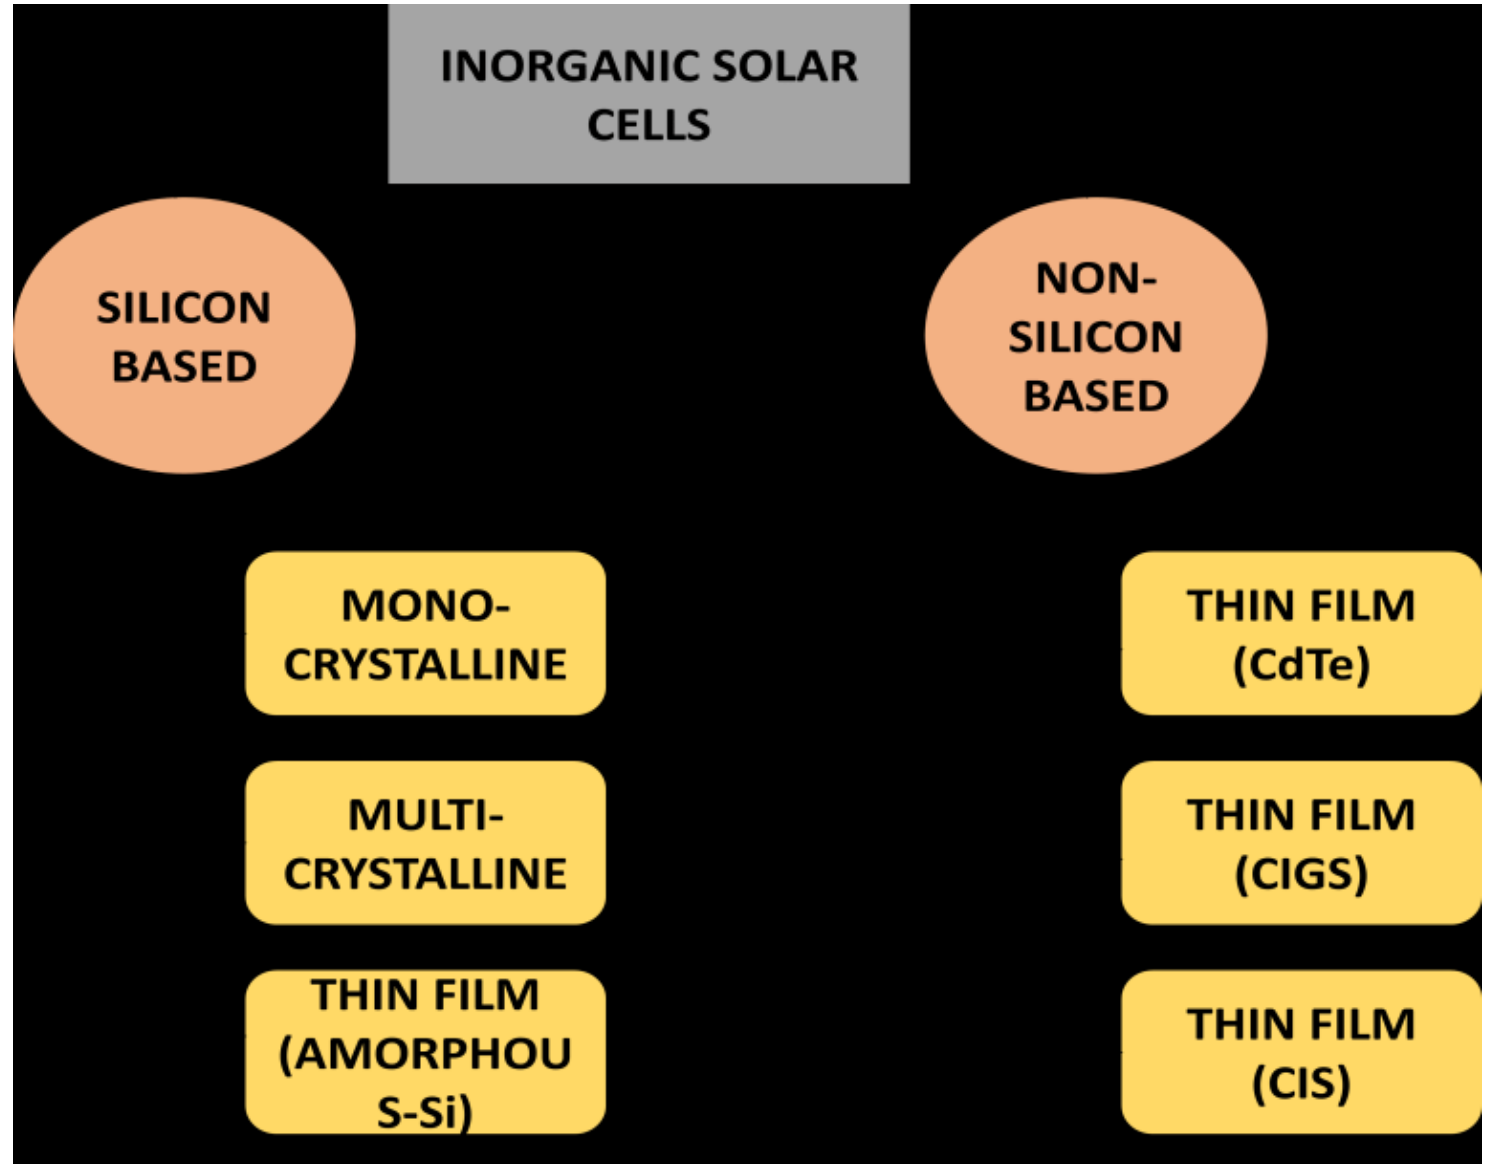 INORGANIC SOLAR
CELLS
SILICON
BASED
NON-
SILICON
BASED
MONO-
CRYSTALLINE
MULTI-
CRYSTALLINE
THIN FILM
(AMORPHOU
S-Si)
THIN FILM
(CdTe)
THIN FILM
(CIGS)
THIN FILM
(CIS)